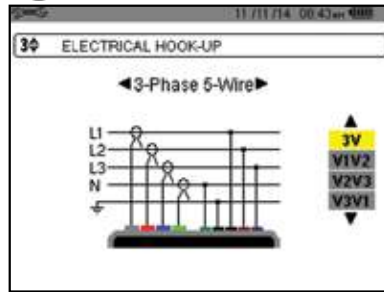 11/11/14 08:43am
3φ ELECTRICAL HOOK-UP
◄3-Phase 5-Wire►
L1
L2
L3
N
3V
V1V2
V2V3
V3V1